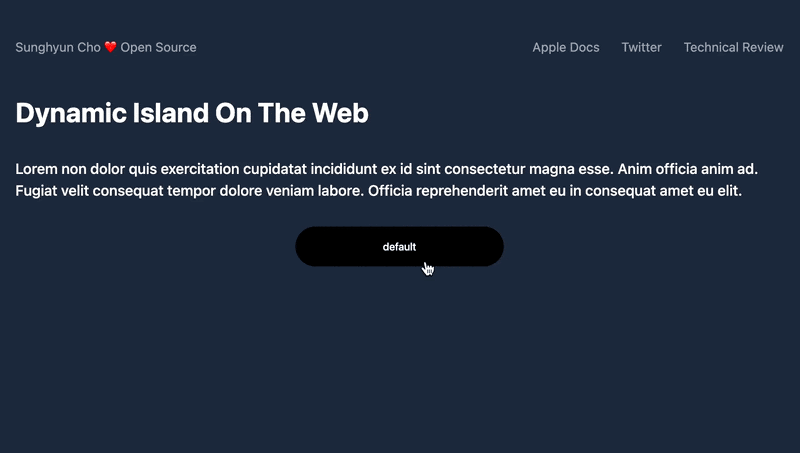 Sunghyun Cho ❤️ Open Source
Apple Docs
Twitter
Technical Review
Dynamic Island On The Web
Lorem non dolor quis exercitation cupidatat incididunt ex id sint consectetur magna esse. Anim officia anim ad.
Fugiat velit consequat tempor dolore veniam labore. Officia reprehenderit amet eu in consequat amet eu elit.
default